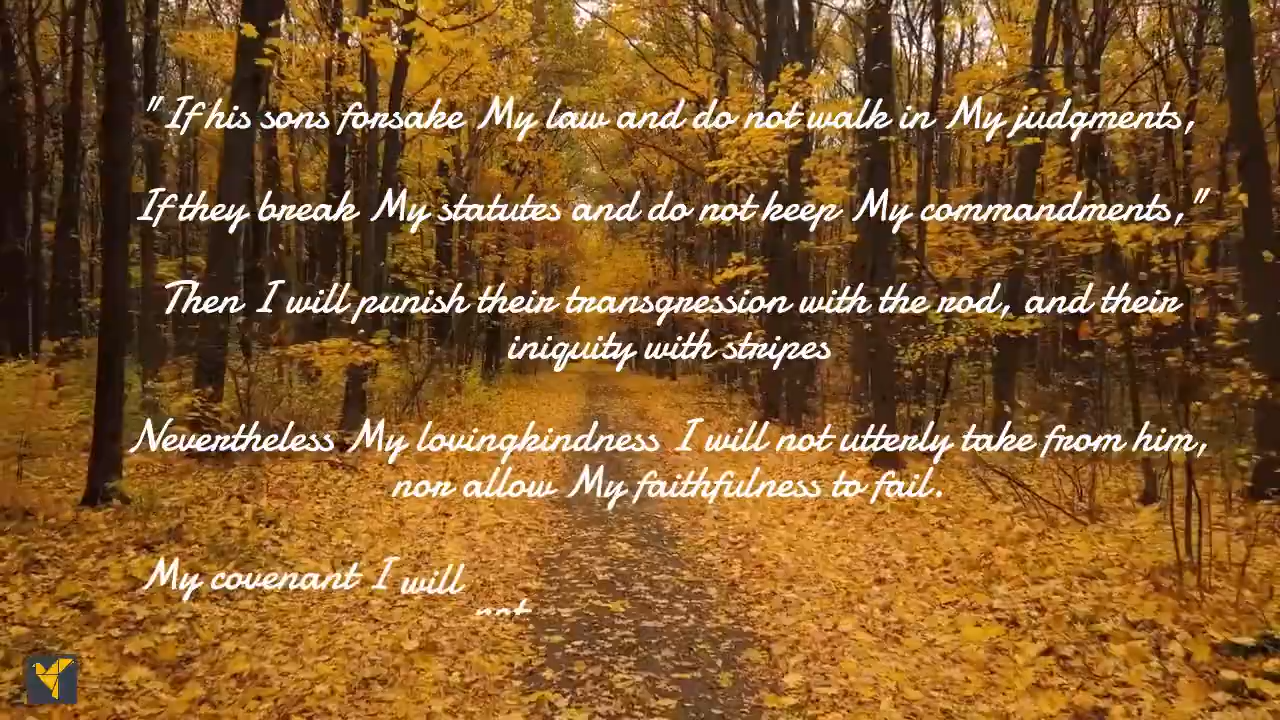 "If his sons forsake My law and do not walk in My judgments,
If they break My statutes and do not keep My commandments,"
Then I will punish their transgression with the rod, and their
iniquity with stripes
Nevertheless My lovingkindness I will not utterly take from him,
nor allow My faithfulness to fail.
My covenant I will not